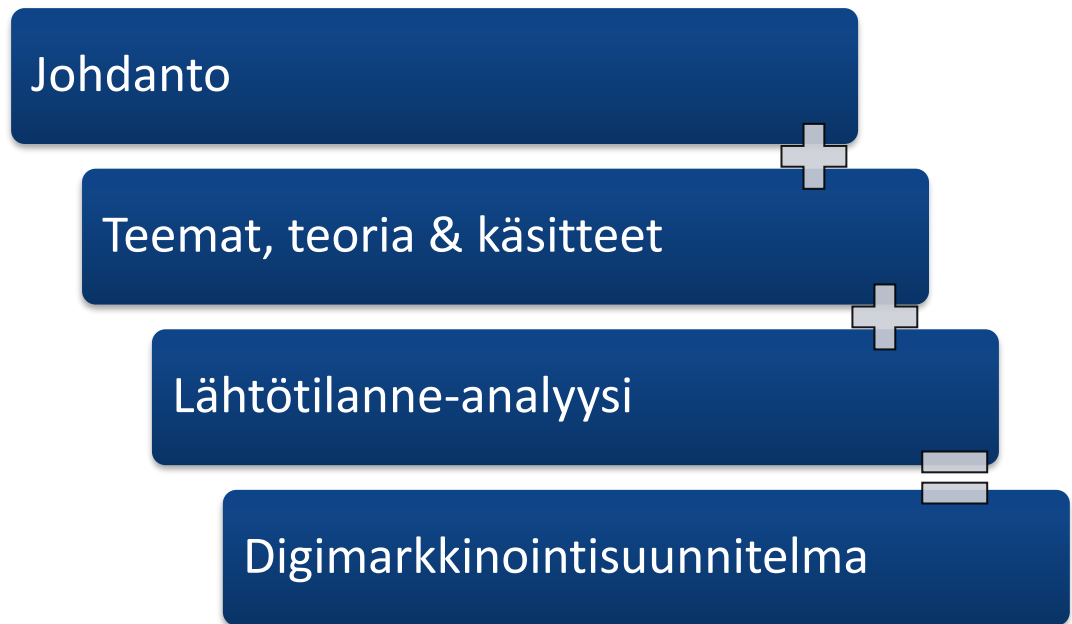 Johdanto
Teemat, teoria & käsitteet
Lähtötilanne-analyysi
Digimarkkinointisuunnitelma